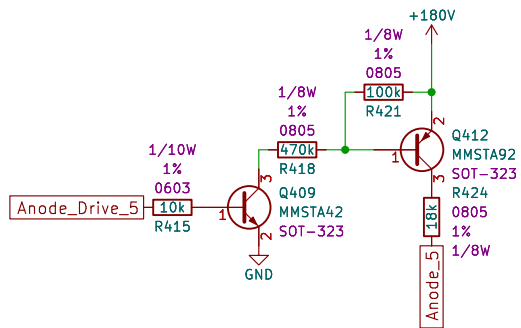 +180V
1/8W
1%
0805
100k
R421
1/8W
1%
0805
470k
R418
2
1
3
Q412
MMSTA92
SOT-323
1/10W
1%
0603
10k
R415
Anode_Drive_5
3
1
2
Q409
MMSTA42
SOT-323
GND
R424
0805
1%
1/8W
18k
Anode_5